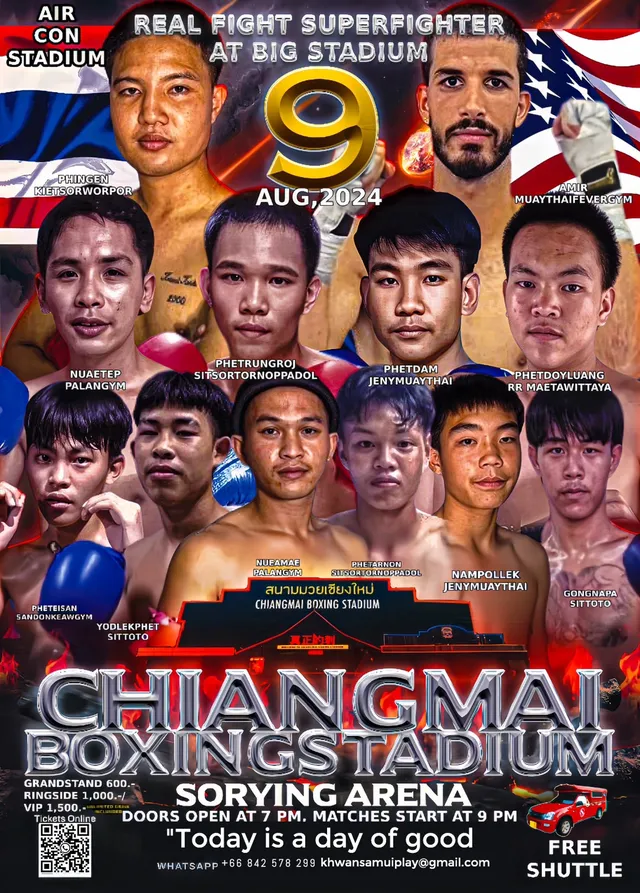 AIR
CON
STADIUM
REAL FIGHT SUPERFIGHTER
AT BIG STADIUM
9
AUG,2024
PHINGEN
KIETSORWORPOR
AMIR
MUAYTHAIFEVERGYM
NUAETEP
PALANGYM
PHETRUNGROJ
SITSORTORNOPPADOL
PHETDAM
JENYMUAYTHAI
PHETDOYLUANG
RR MAETAWITTAYA
NUEAMAE
PALANGYM
PHETARNON
SITSORTORNOPPADOL
NAMPOLLEK
JENYMUAYTHAI
GONGNAPA
SITTOTO
PHETEISAN
SANDONKEAWGYM
YODLEKPHET
SITTOTO
สนามมวยเชียงใหม่
CHIANGMAI BOXING STADIUM
CHIANGMAI
BOXINGSTADIUM
GRANDSTAND 600.-
RINGSIDE 1,000.-/
VIP 1,500.-
Tickets Online
SORYING ARENA
DOORS OPEN AT 7 PM. MATCHES START AT 9 PM
"Today is a day of good
WHATSAPP +66 842 578 299 khwansamuiplay@gmail.com
FREE
SHUTTLE